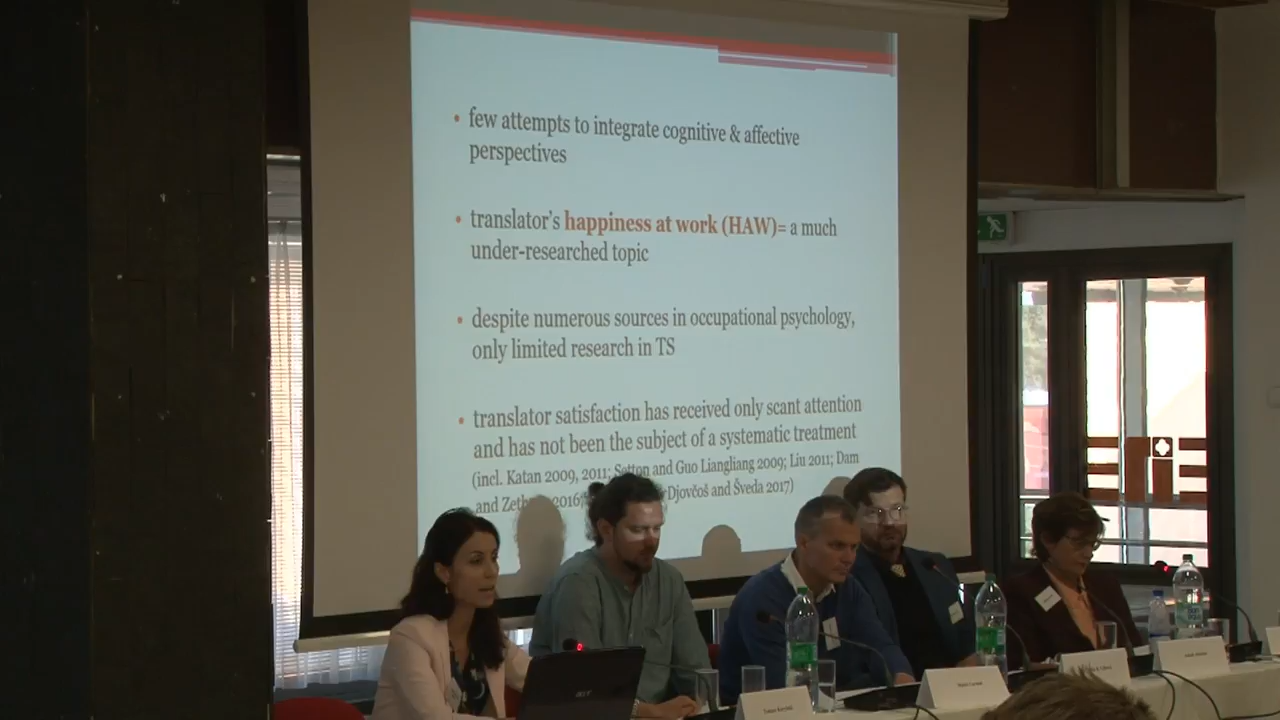 • few attempts to integrate cognitive & affective
perspectives
• translator's happiness at work (HAW)= a much
under-researched topic
• despite numerous sources in occupational psychology,
only limited research in TS
• translator satisfaction has received only scant attention
and has not been the subject of a systematic treatment
(incl. Katan 2009, 2011; Setton and Guo Liangliang 2009; Liu 2011; Dam
and 2016; Djovčoš and Šveda 2017)
acer